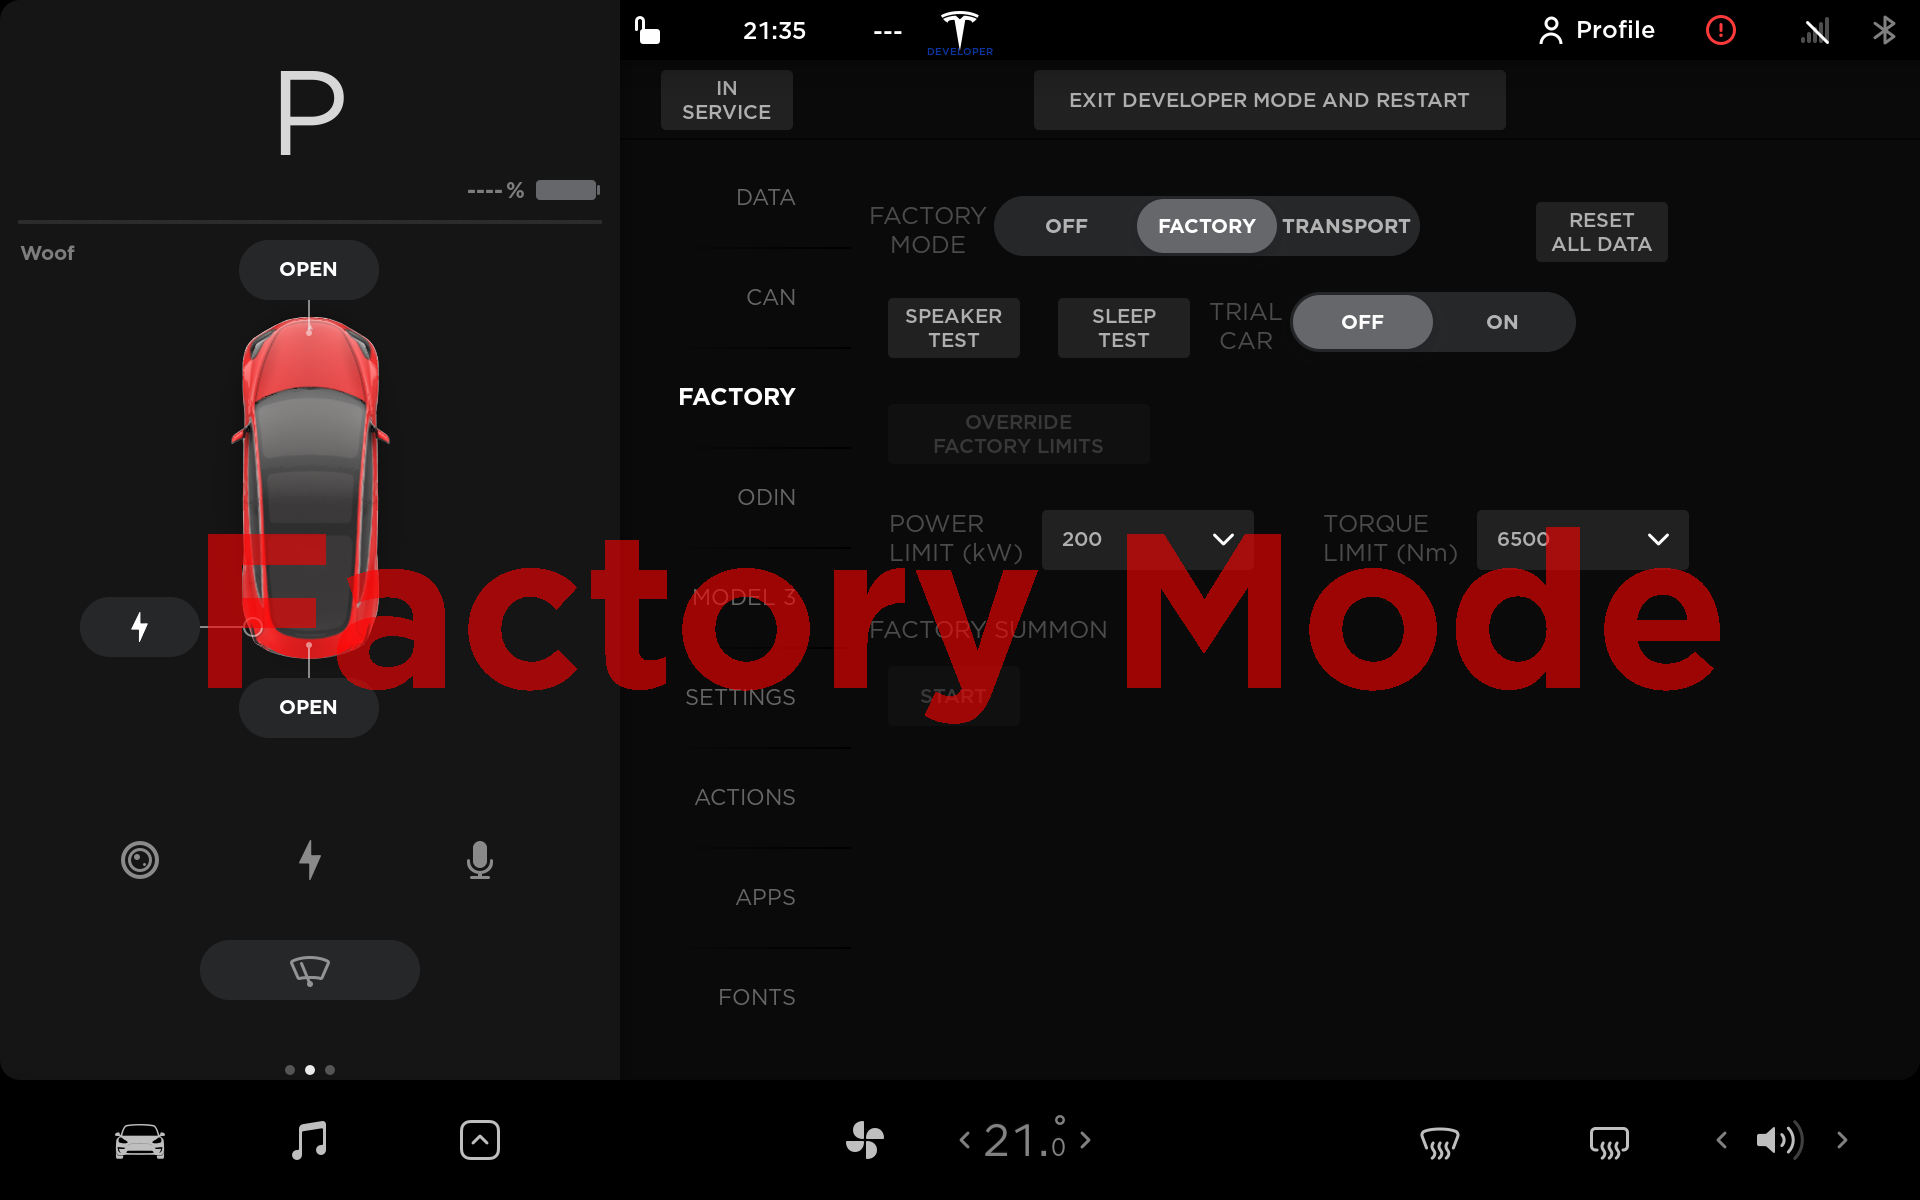 P
----%
Woof
OPEN
OPEN
21:35
---
DEVELOPER
Profile
IN
SERVICE
EXIT DEVELOPER MODE AND RESTART
DATA
CAN
FACTORY
ODIN
MODEL 3
SETTINGS
ACTIONS
APPS
FONTS
FACTORY
MODE
OFF
FACTORY
TRANSPORT
RESET
ALL DATA
SPEAKER
TEST
SLEEP
TEST
TRIAL
CAR
OFF
ON
OVERRIDE
FACTORY LIMITS
POWER
LIMIT (kW)
200
TORQUE
LIMIT (Nm)
6500
FACTORY SUMMON
START
Factory Mode
21.0°